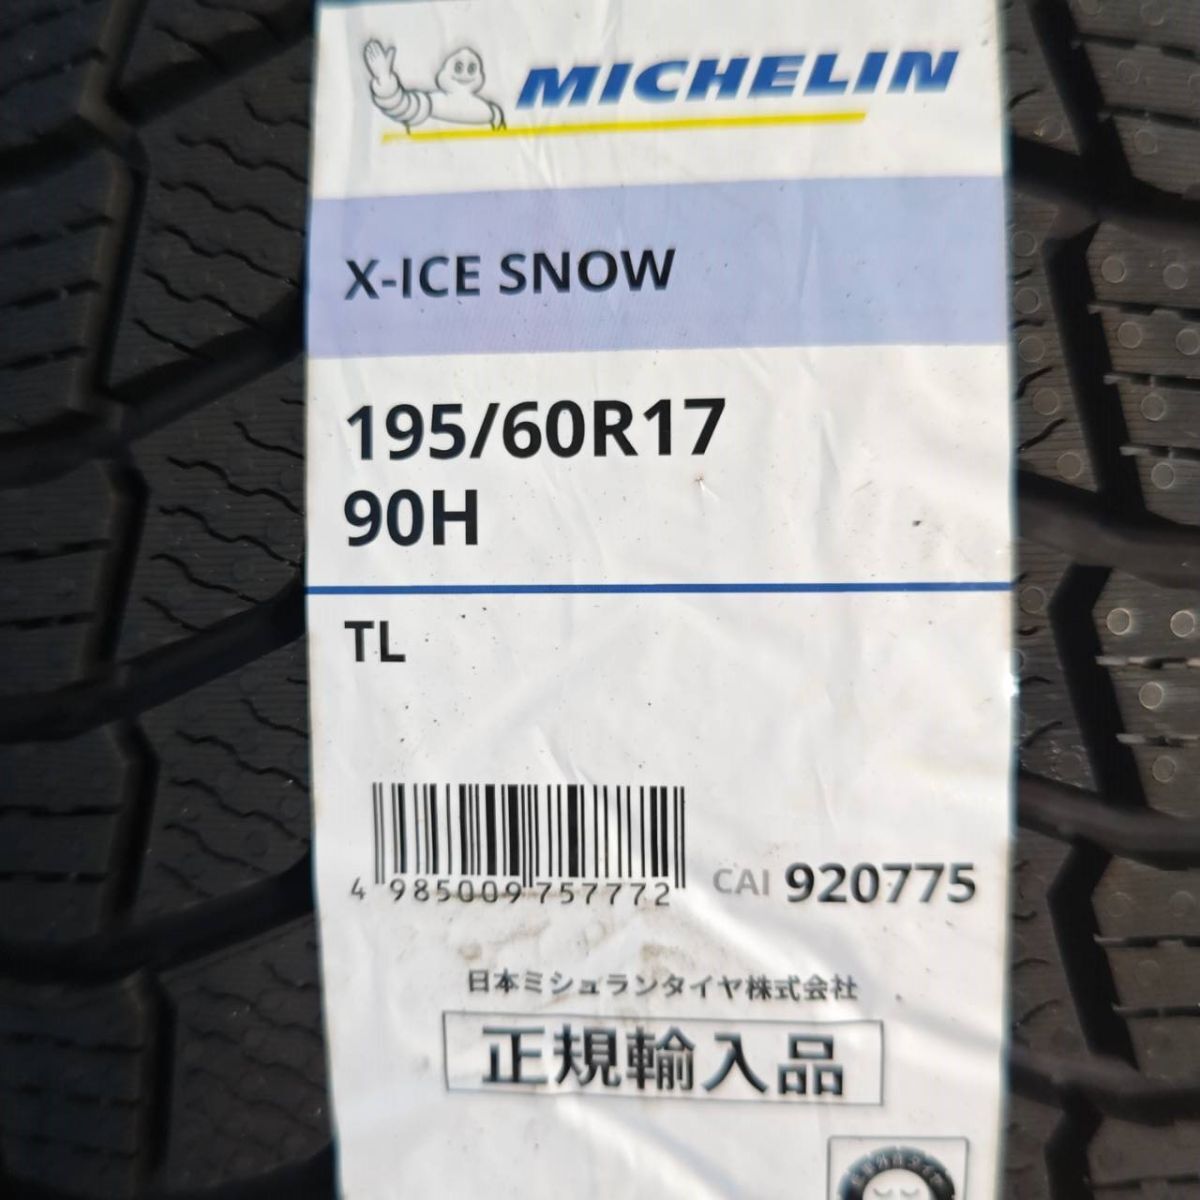 MICHELIN
X-ICE SNOW
195/60R17
90H
TL
4 985009 757772
CAI 920775
日本ミシュランタイヤ株式会社
正規輸入品